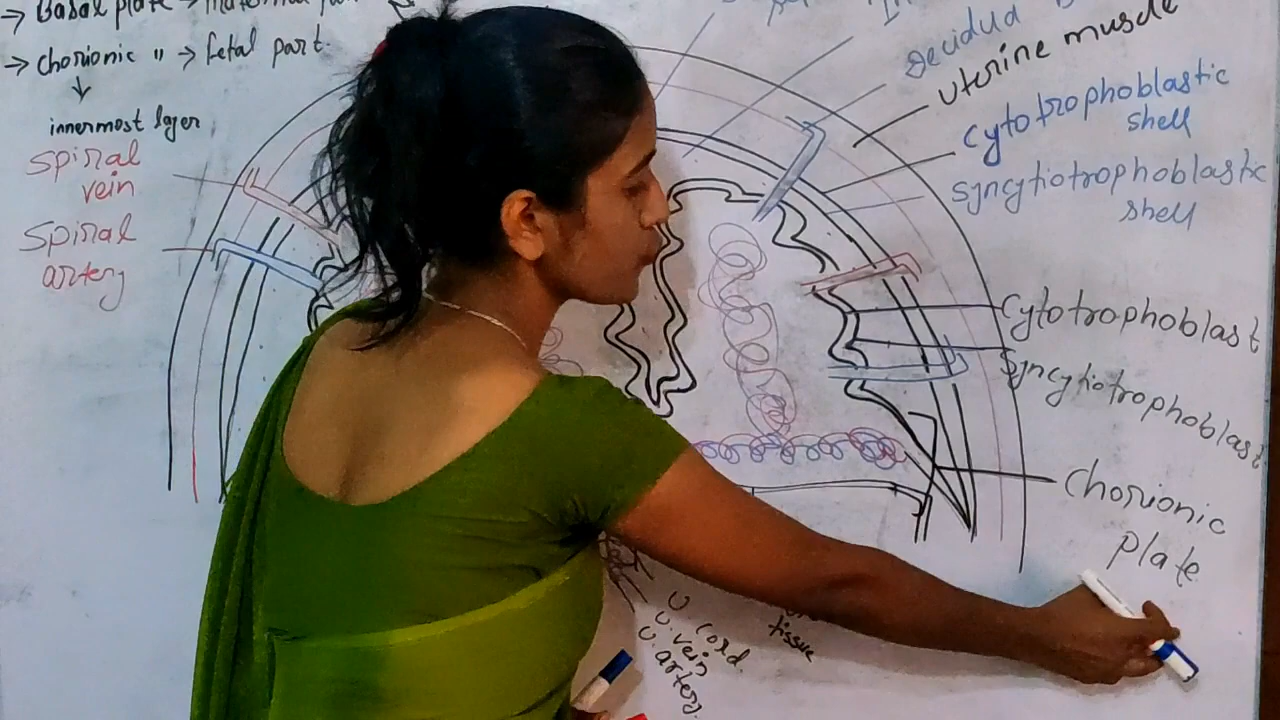 → Basal plate → maternal
→ chorionic " → fetal part.
innermost layer
spiral
vein
spiral
artery
decidua
uterine muscle
cytotrophoblastic
shell
syncytiotrophoblastic
shell
Cytotrophoblast
Syncytiotrophoblast
Chorionic
plate
U cord.
U. vein
U. artery.
tissue